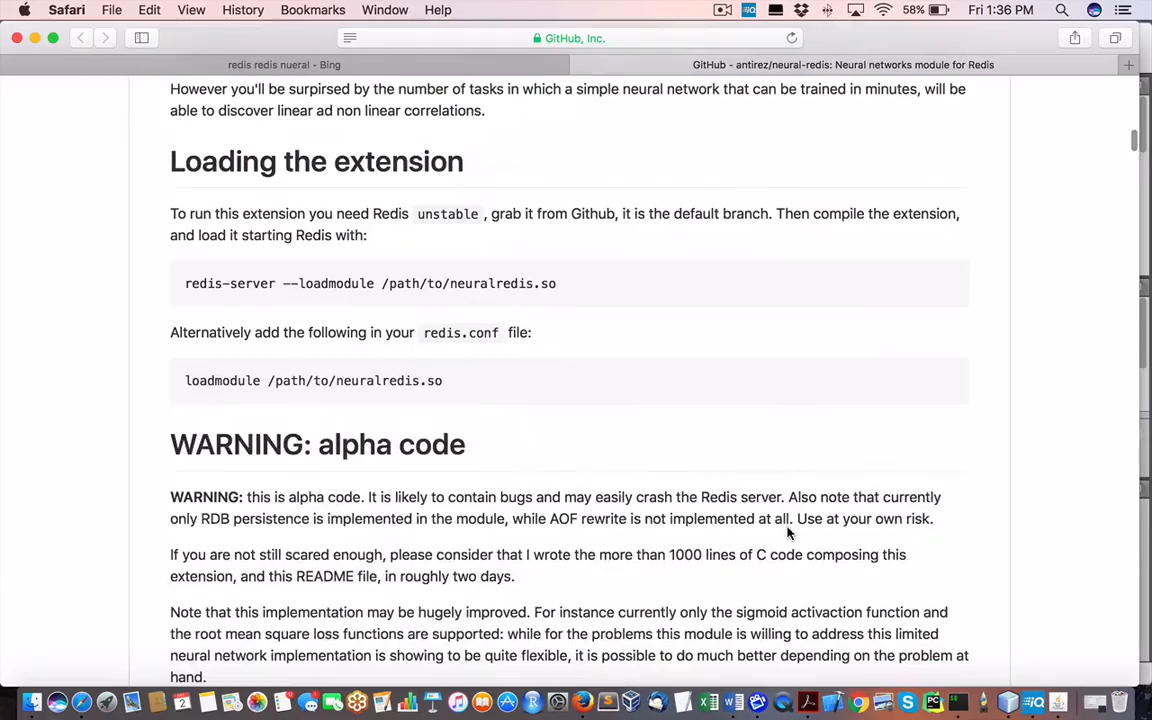 Safari File Edit View History Bookmarks Window Help 58% Fri 1:36 PM
GitHub, Inc.
redis redis nueral - Bing GitHub - antirez/neural-redis: Neural networks module for Redis
However you'll be surpirsed by the number of tasks in which a simple neural network that can be trained in minutes, will be
able to discover linear ad non linear correlations.
Loading the extension
To run this extension you need Redis unstable , grab it from Github, it is the default branch. Then compile the extension,
and load it starting Redis with:
redis-server --loadmodule /path/to/neuralredis.so
Alternatively add the following in your redis.conf file:
loadmodule /path/to/neuralredis.so
WARNING: alpha code
WARNING: this is alpha code. It is likely to contain bugs and may easily crash the Redis server. Also note that currently
only RDB persistence is implemented in the module, while AOF rewrite is not implemented at all. Use at your own risk.
If you are not still scared enough, please consider that I wrote the more than 1000 lines of C code composing this
extension, and this README file, in roughly two days.
Note that this implementation may be hugely improved. For instance currently only the sigmoid activaction function and
the root mean square loss functions are supported: while for the problems this module is willing to address this limited
neural network implementation is showing to be quite flexible, it is possible to do much better depending on the problem at
hand.